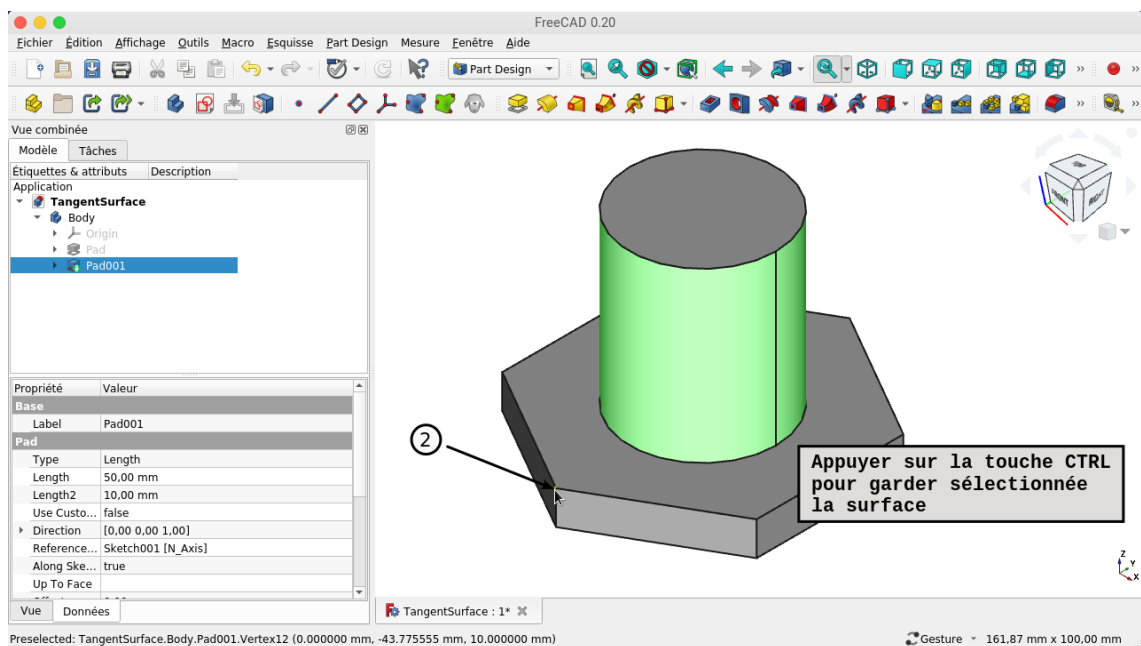 FreeCAD 0.20
Fichier Édition Affichage Outils Macro Esquisse Part Design Mesure Fenêtre Aide
Part Design
Vue combinée
Modèle Tâches
Étiquettes & attributs Description
Application
TangentSurface
Body
Origin
Pad
Pad001
Propriété Valeur
Base
Label Pad001
Pad
Type Length
Length 50,00 mm
Length2 10,00 mm
Use Custo... false
Direction [0,00 0,00 1,00]
Reference... Sketch001 [N_Axis]
Along Ske... true
Up To Face
Vue Données
2
Appuyer sur la touche CTRL
pour garder sélectionnée
la surface
FRONT
RIGHT
Z
Y
X
TangentSurface : 1*
Preselected: TangentSurface.Body.Pad001.Vertex12 (0.000000 mm, -43.775555 mm, 10.000000 mm)
Gesture 161,87 mm x 100,00 mm